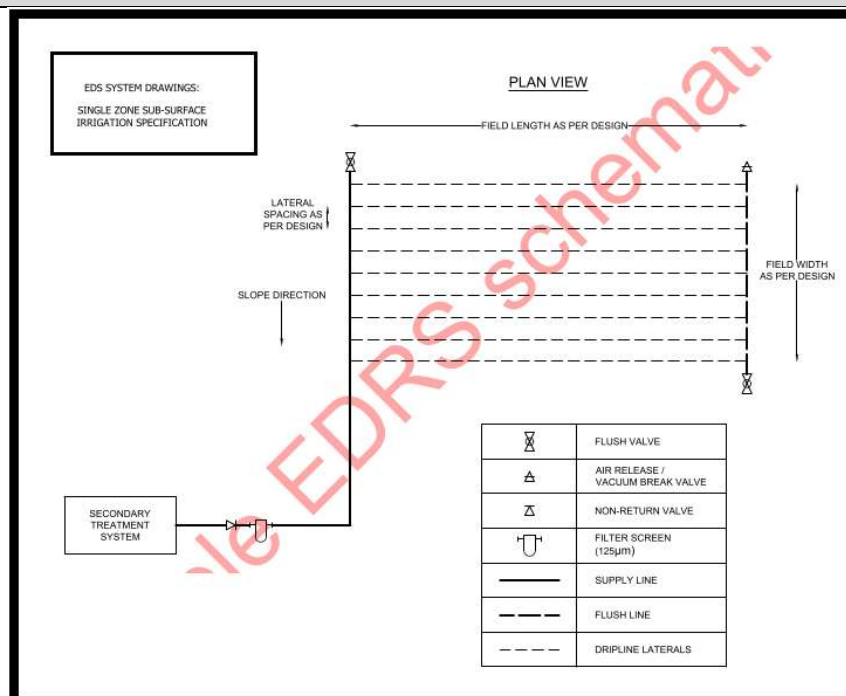 EDS SYSTEM DRAWINGS:
SINGLE ZONE SUB-SURFACE
IRRIGATION SPECIFICATION
PLAN VIEW
FIELD LENGTH AS PER DESIGN
LATERAL
SPACING AS
PER DESIGN
SLOPE DIRECTION
FIELD WIDTH
AS PER DESIGN
SECONDARY
TREATMENT
SYSTEM
FLUSH VALVE
AIR RELEASE /
VACUUM BREAK VALVE
NON-RETURN VALVE
FILTER SCREEN
(125µm)
SUPPLY LINE
FLUSH LINE
DRIPLINE LATERALS
ple EDRS schemati